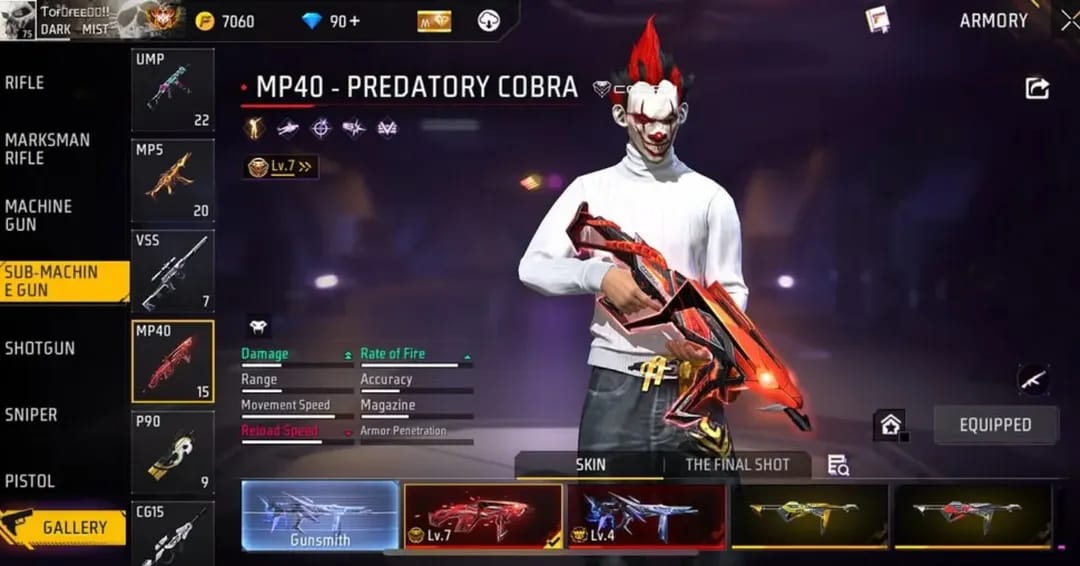 75
DARK MIST
7060
90 +
ARMORY
RIFLE
MARKSMAN
RIFLE
MACHINE
GUN
SUB-MACHIN
E GUN
SHOTGUN
SNIPER
PISTOL
GALLERY
UMP
22
MP5
20
VSS
7
MP40
15
P90
9
CG15
MP40 - PREDATORY COBRA
Lv.7
Damage
Rate of Fire
Range
Accuracy
Movement Speed
Magazine
Reload Speed
Armor Penetration
EQUIPPED
SKIN
THE FINAL SHOT
Gunsmith
Lv.7
Lv.4